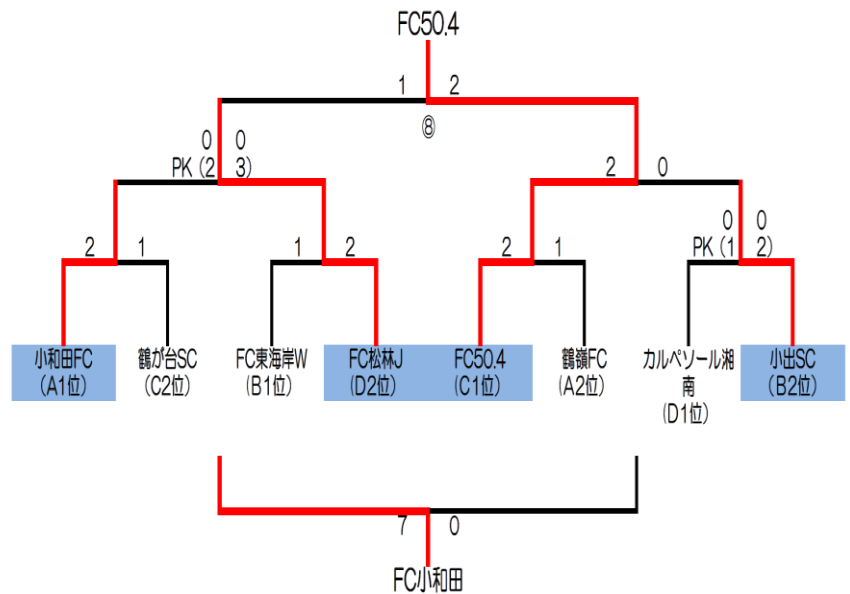 FC50.4
1 2
⑧
0 0
PK (2 3)
2 0
0 0
PK (1 2)
2 1
1 2
2 1
小和田FC
(A1位)
鶴が台SC
(C2位)
FC東海岸W
(B1位)
FC松林J
(D2位)
FC50.4
(C1位)
鶴嶺FC
(A2位)
カルペソール湘
南
(D1位)
小出SC
(B2位)
7 0
FC小和田